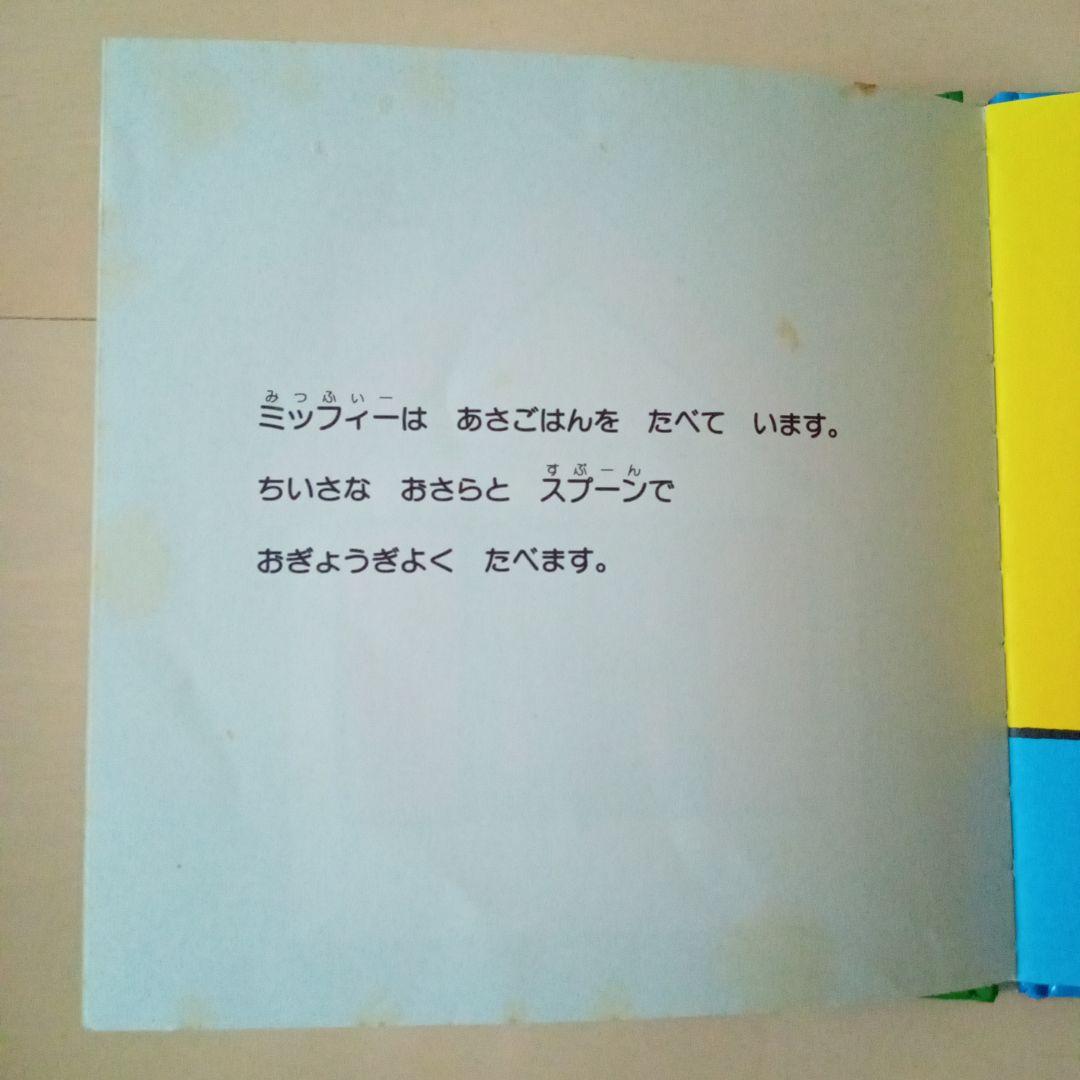 ミッフィーは　あさごはんを　たべて　います。
ちいさな　おさらと　スプーンで
おぎょうぎよく　たべます。